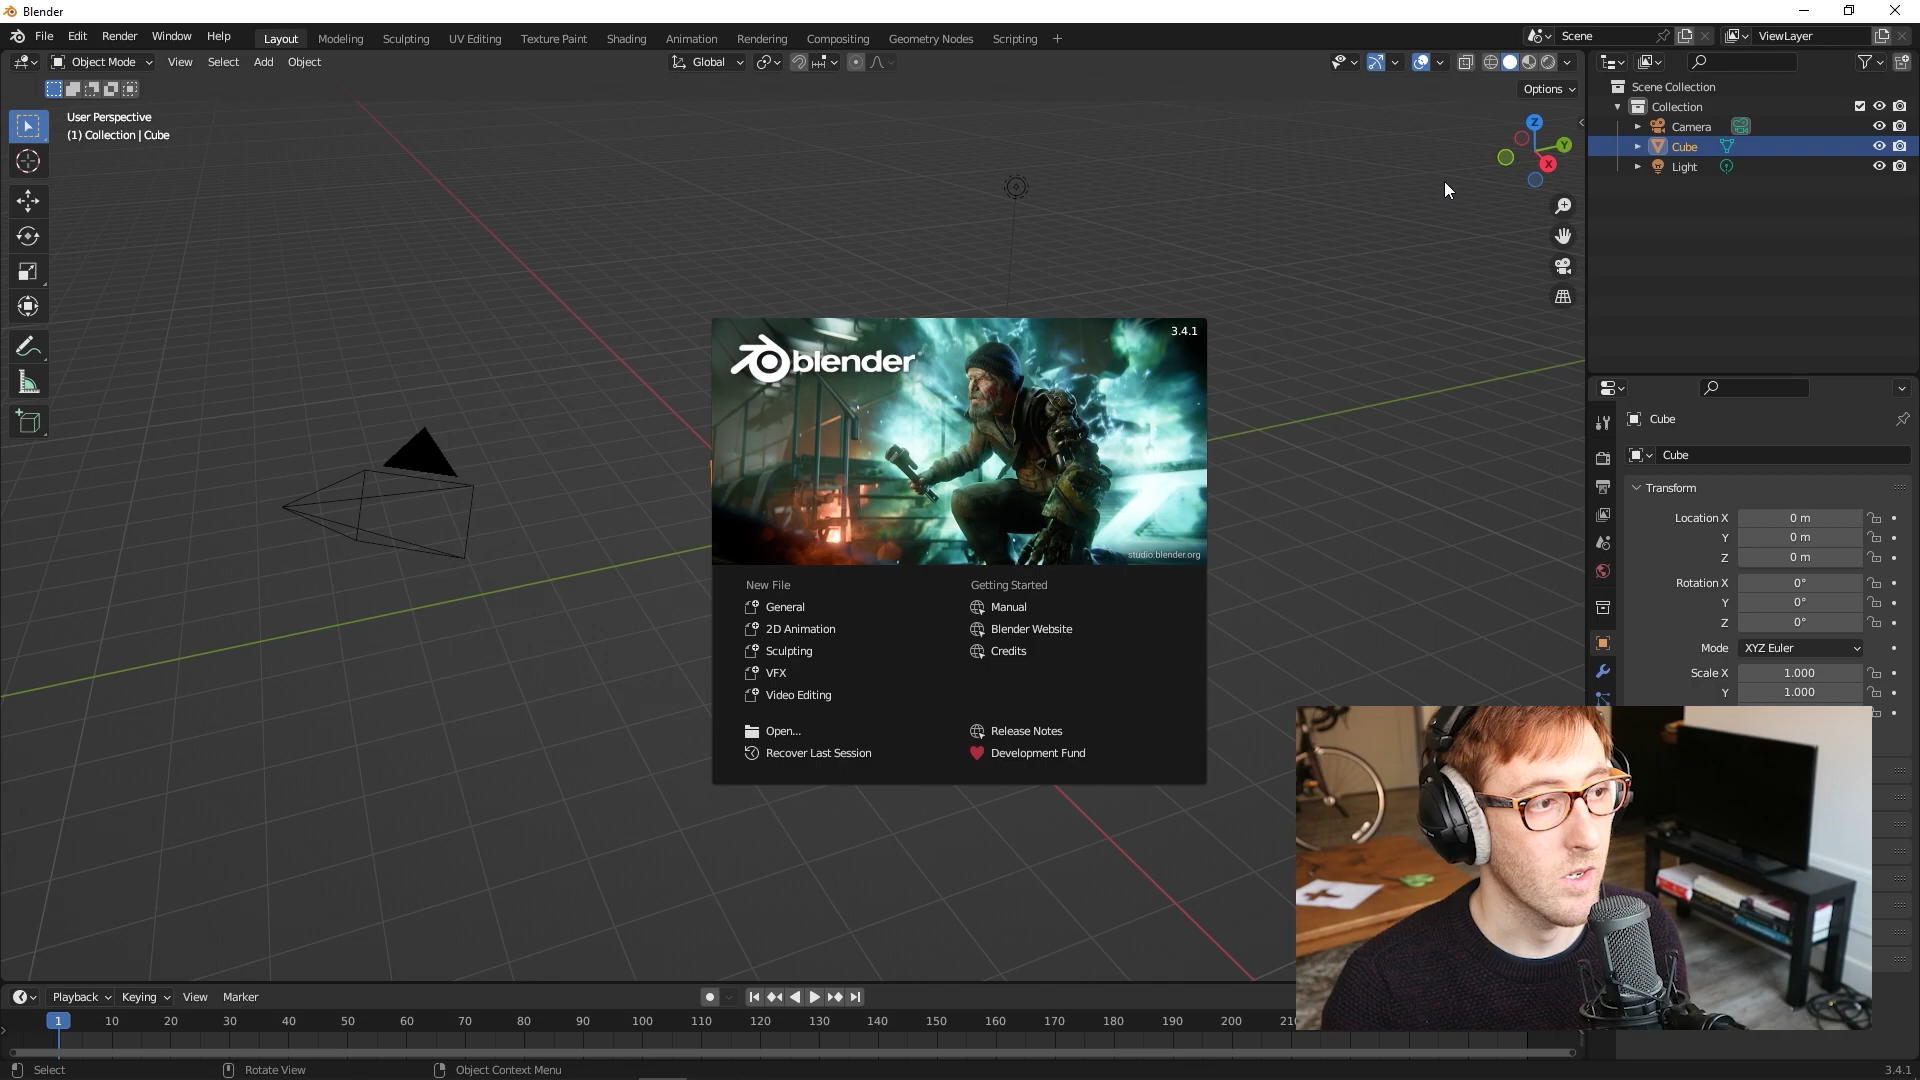 Blender
File Edit Render Window Help
Layout Modeling Sculpting UV Editing Texture Paint Shading Animation Rendering Compositing Geometry Nodes Scripting +
Scene
ViewLayer
Object Mode View Select Add Object
Global
Options
User Perspective
(1) Collection | Cube
Z
Y
X
Scene Collection
Collection
Camera
Cube
Light
blender
3.4.1
studio.blender.org
New File
General
2D Animation
Sculpting
VFX
Video Editing
Open...
Recover Last Session
Getting Started
Manual
Blender Website
Credits
Release Notes
Development Fund
Cube
Cube
Transform
Location X 0 m
Y 0 m
Z 0 m
Rotation X 0°
Y 0°
Z 0°
Mode XYZ Euler
Scale X 1.000
Y 1.000
Playback Keying View Marker
1 10 20 30 40 50 60 70 80 90 100 110 120 130 140 150 160 170 180 190 200
Select Rotate View Object Context Menu
3.4.1